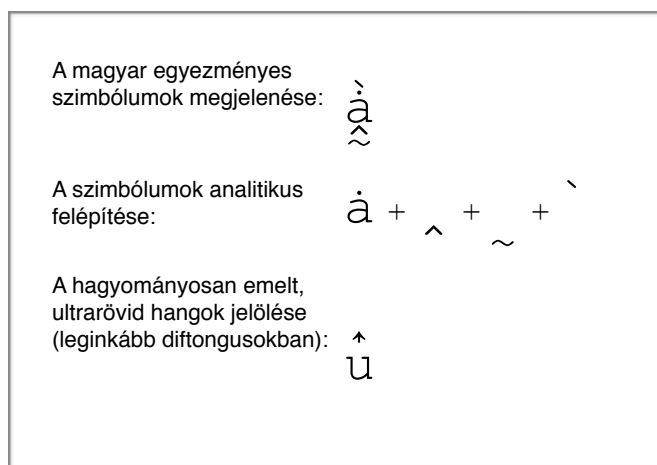 A magyar egyezményes
szimbólumok megjelenése: ȧ̭̰̀
A szimbólumok analitikus
felépítése: ȧ + ‸ + ˷ + ˋ
A hagyományosan emelt,
ultrarövid hangok jelölése
(leginkább diftongusokban): u꙯͐